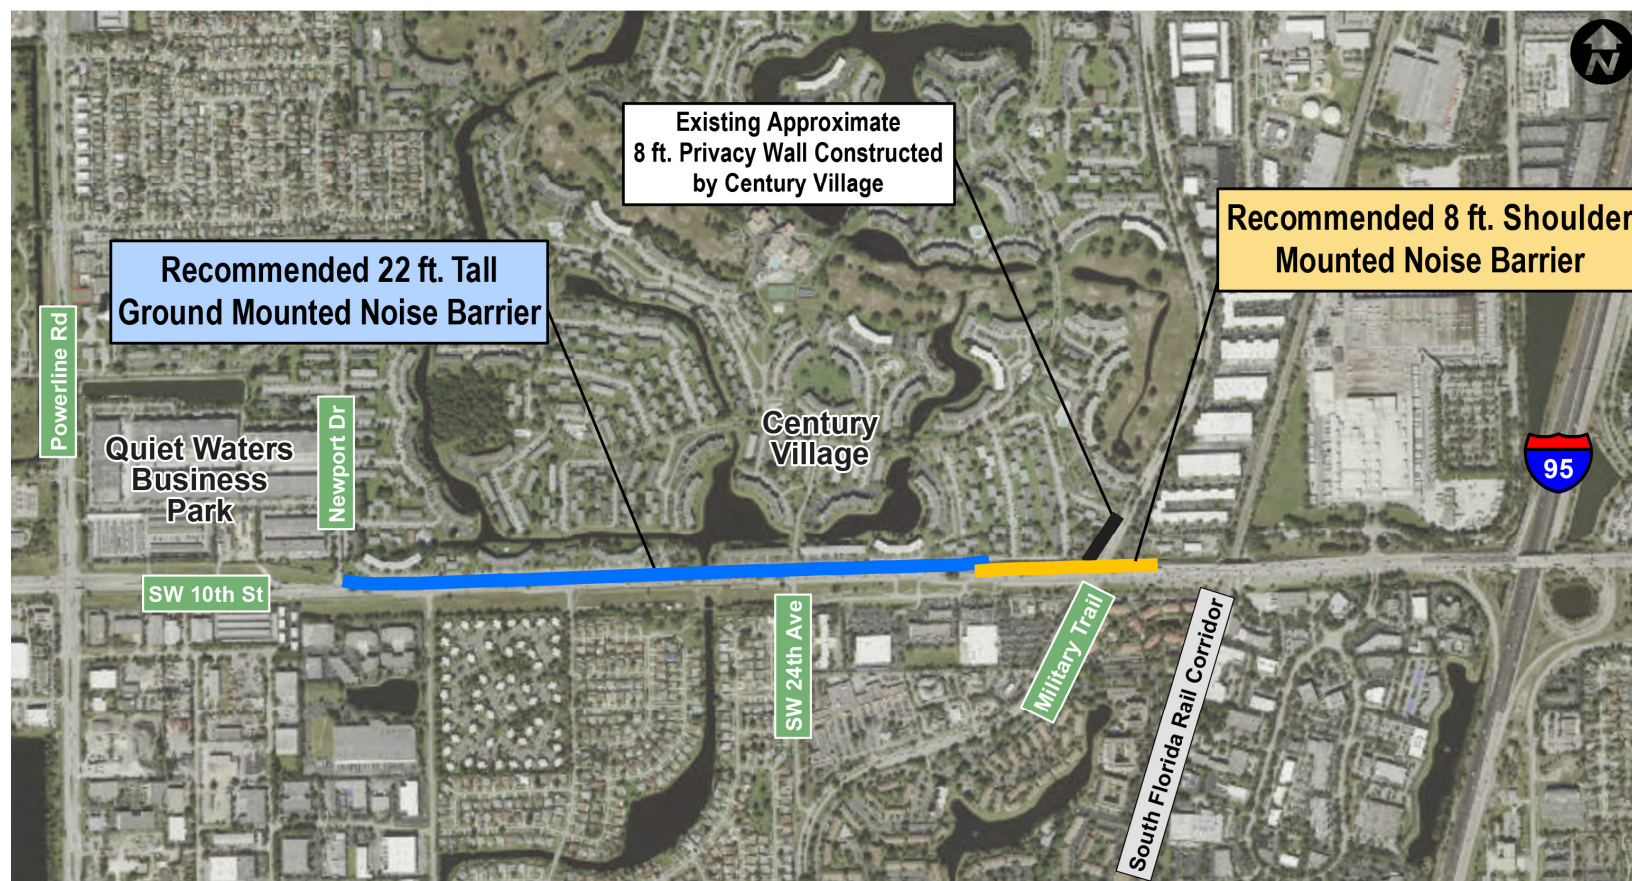 N
Existing Approximate
8 ft. Privacy Wall Constructed
by Century Village
Recommended 8 ft. Shoulder
Mounted Noise Barrier
Recommended 22 ft. Tall
Ground Mounted Noise Barrier
Powerline Rd
Newport Dr
Quiet Waters
Business
Park
Century
Village
95
SW 10th St
SW 24th Ave
Military Trail
South Florida Rail Corridor